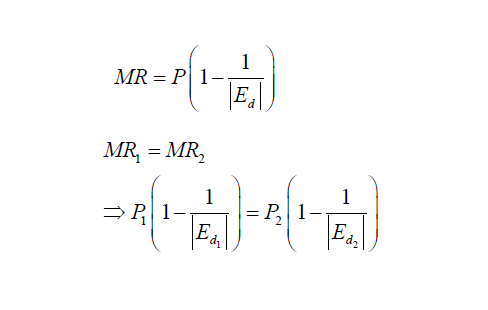 MR = P(1 - 1/|E_d|)
MR₁ = MR₂
⇒ P₁(1 - 1/|E_d₁|) = P₂(1 - 1/|E_d₂|)